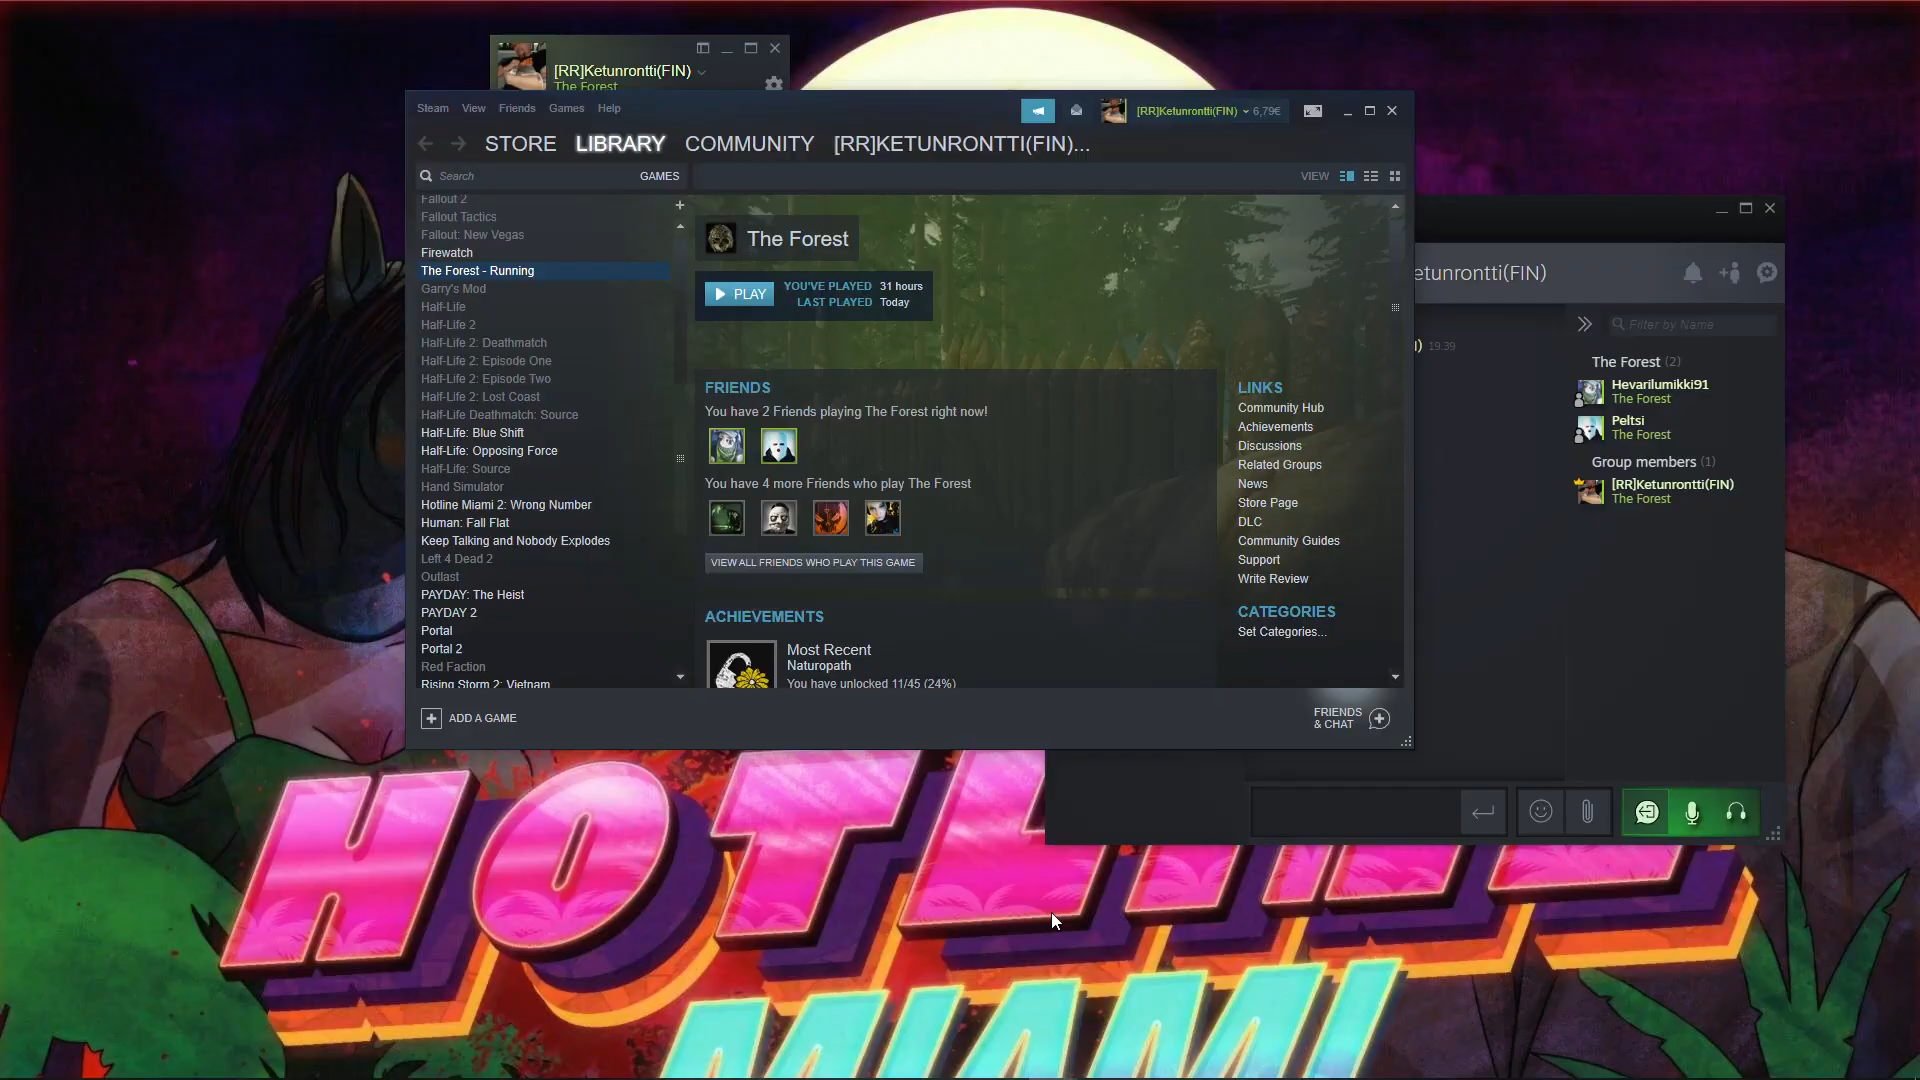 [RR]Ketunrontti(FIN)
The Forest
Steam View Friends Games Help
[RR]Ketunrontti(FIN) 6,79€
STORE LIBRARY COMMUNITY [RR]KETUNRONTTI(FIN)...
Search GAMES
VIEW
Fallout 2
Fallout Tactics
Fallout: New Vegas
Firewatch
The Forest - Running
Garry's Mod
Half-Life
Half-Life 2
Half-Life 2: Deathmatch
Half-Life 2: Episode One
Half-Life 2: Episode Two
Half-Life 2: Lost Coast
Half-Life Deathmatch: Source
Half-Life: Blue Shift
Half-Life: Opposing Force
Half-Life: Source
Hand Simulator
Hotline Miami 2: Wrong Number
Human: Fall Flat
Keep Talking and Nobody Explodes
Left 4 Dead 2
Outlast
PAYDAY: The Heist
PAYDAY 2
Portal
Portal 2
Red Faction
Rising Storm 2: Vietnam
ADD A GAME
The Forest
PLAY
YOU'VE PLAYED 31 hours
LAST PLAYED Today
FRIENDS
You have 2 Friends playing The Forest right now!
You have 4 more Friends who play The Forest
VIEW ALL FRIENDS WHO PLAY THIS GAME
ACHIEVEMENTS
Most Recent
Naturopath
You have unlocked 11/45 (24%)
LINKS
Community Hub
Achievements
Discussions
Related Groups
News
Store Page
DLC
Community Guides
Support
Write Review
CATEGORIES
Set Categories...
FRIENDS
& CHAT
etunrontti(FIN)
19.39
Filter by Name
The Forest (2)
Hevarilumikki91
The Forest
Peltsi
The Forest
Group members (1)
[RR]Ketunrontti(FIN)
The Forest
HOTLINE
MIAMI